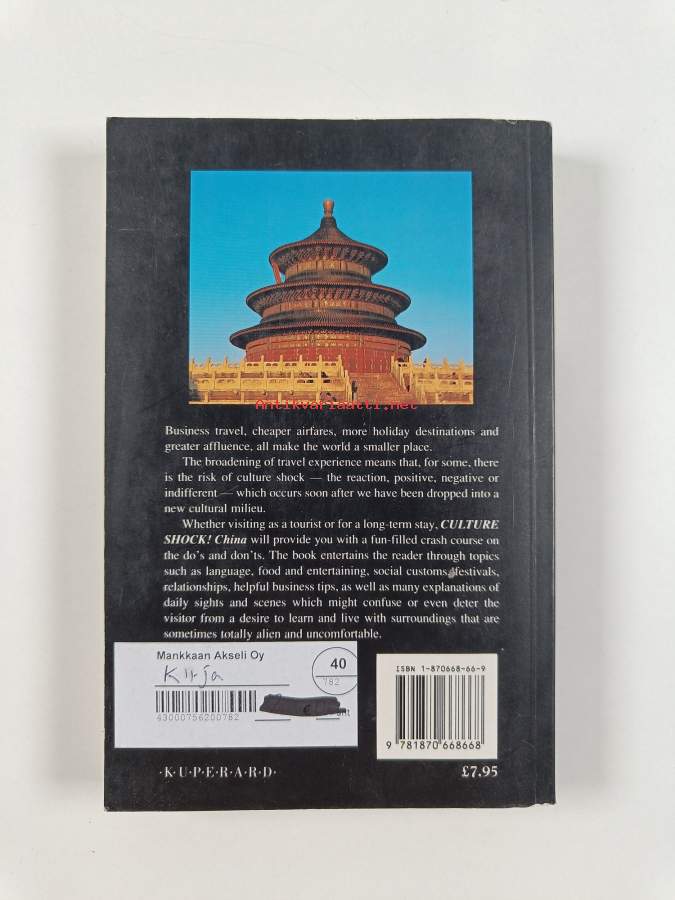 Antikvariaatti.net
Business travel, cheaper airfares, more holiday destinations and
greater affluence, all make the world a smaller place.
The broadening of travel experience means that, for some, there
is the risk of culture shock — the reaction, positive, negative or
indifferent — which occurs soon after we have been dropped into a
new cultural milieu.
Whether visiting as a tourist or for a long-term stay, CULTURE
SHOCK! China will provide you with a fun-filled crash course on
the do's and don'ts. The book entertains the reader through topics
such as language, food and entertaining, social customs, festivals,
relationships, helpful business tips, as well as many explanations of
daily sights and scenes which might confuse or even deter the
visitor from a desire to learn and live with surroundings that are
sometimes totally alien and uncomfortable.
Mankkaan Akseli Oy
Kirja
40
782
43000756200782
ISBN 1-870668-66-9
9 781870 668668
·K·U·P·E·R·A·R·D·
£7.95